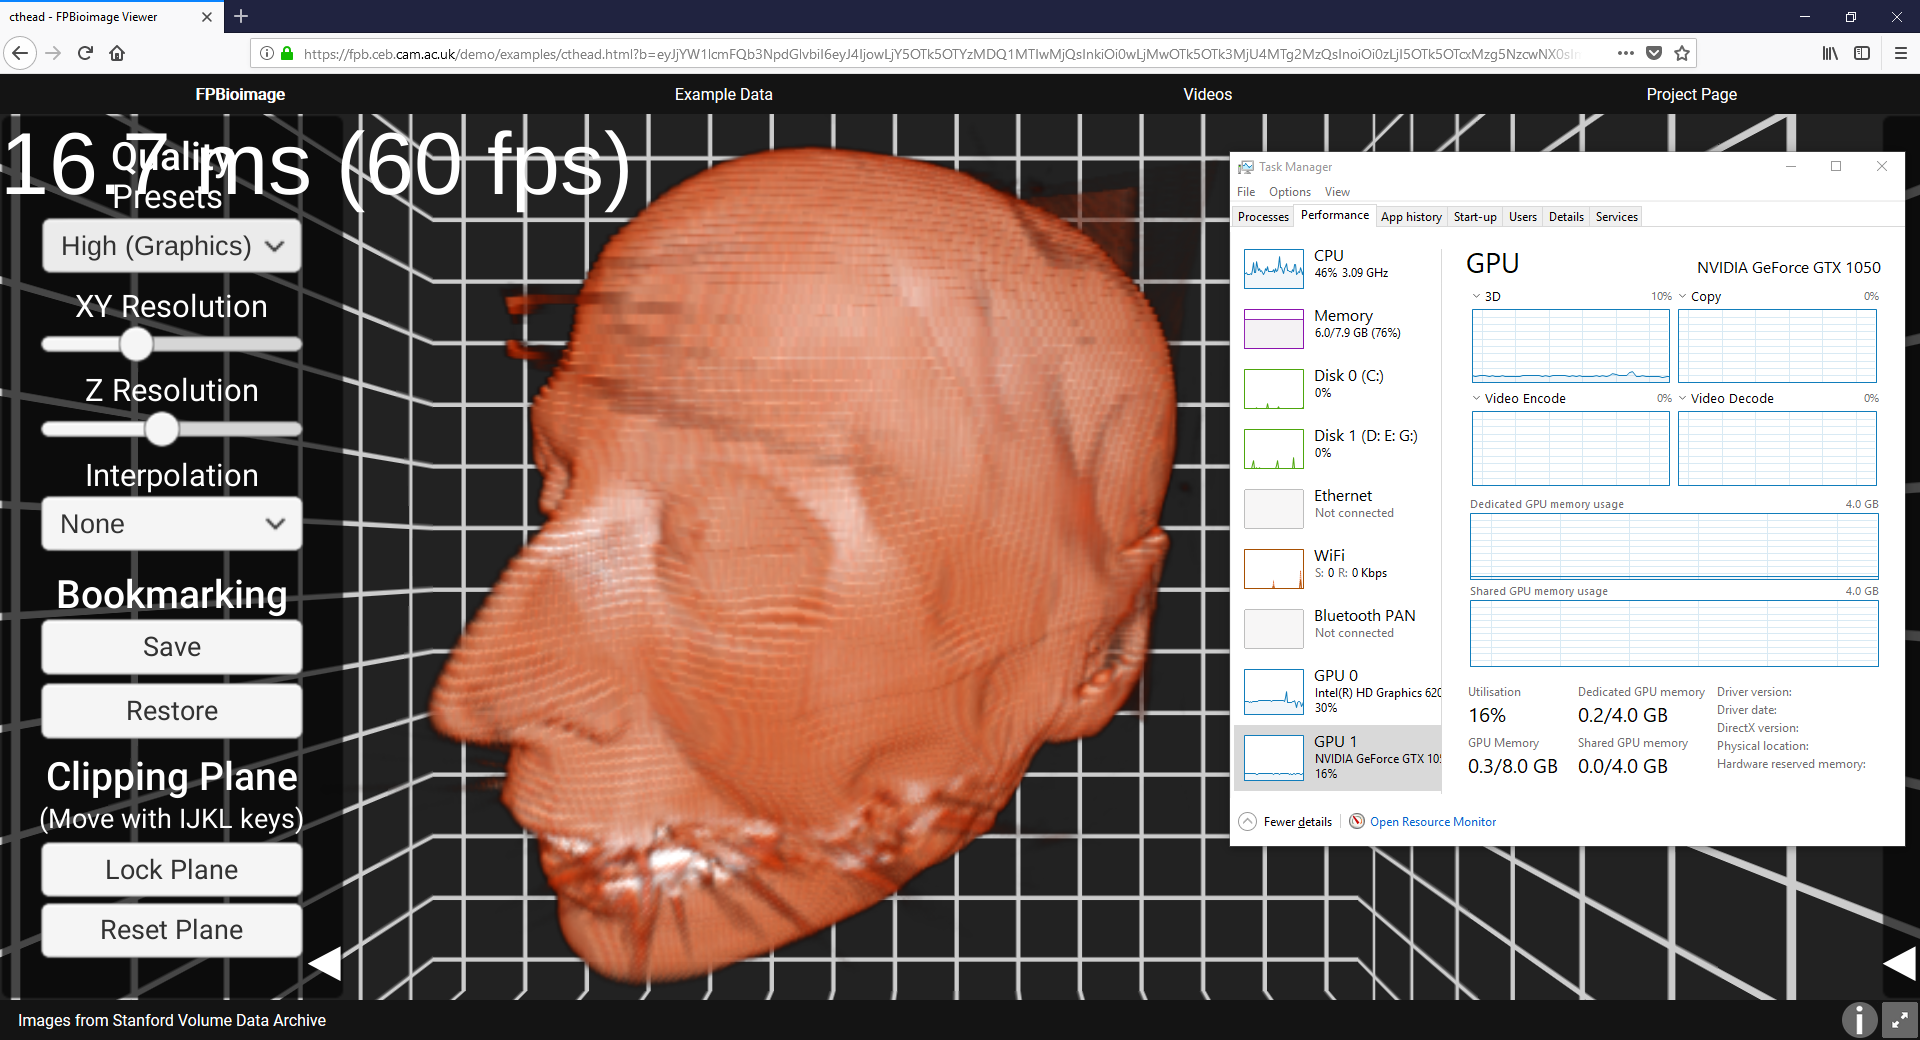 cthead - FPBioimage Viewer
https://fpb.ceb.cam.ac.uk/demo/examples/cthead.html?b=
FPBioimage
Example Data
Videos
Project Page
16.7 ms (60 fps)
Quality
Presets
High (Graphics)
XY Resolution
Z Resolution
Interpolation
None
Bookmarking
Save
Restore
Clipping Plane
(Move with IJKL keys)
Lock Plane
Reset Plane
Images from Stanford Volume Data Archive
Task Manager
File Options View
Processes Performance App history Start-up Users Details Services
CPU
46% 3.09 GHz
Memory
6.0/7.9 GB (76%)
Disk 0 (C:)
0%
Disk 1 (D: E: G:)
0%
Ethernet
Not connected
WiFi
S: 0 R: 0 Kbps
Bluetooth PAN
Not connected
GPU 0
Intel(R) HD Graphics 620
30%
GPU 1
NVIDIA GeForce GTX 105
16%
GPU
NVIDIA GeForce GTX 1050
3D 10% Copy 0%
Video Encode 0% Video Decode 0%
Dedicated GPU memory usage 4.0 GB
Shared GPU memory usage 4.0 GB
Utilisation
16%
Dedicated GPU memory
0.2/4.0 GB
GPU Memory
0.3/8.0 GB
Shared GPU memory
0.0/4.0 GB
Driver version:
Driver date:
DirectX version:
Physical location:
Hardware reserved memory:
Fewer details
Open Resource Monitor